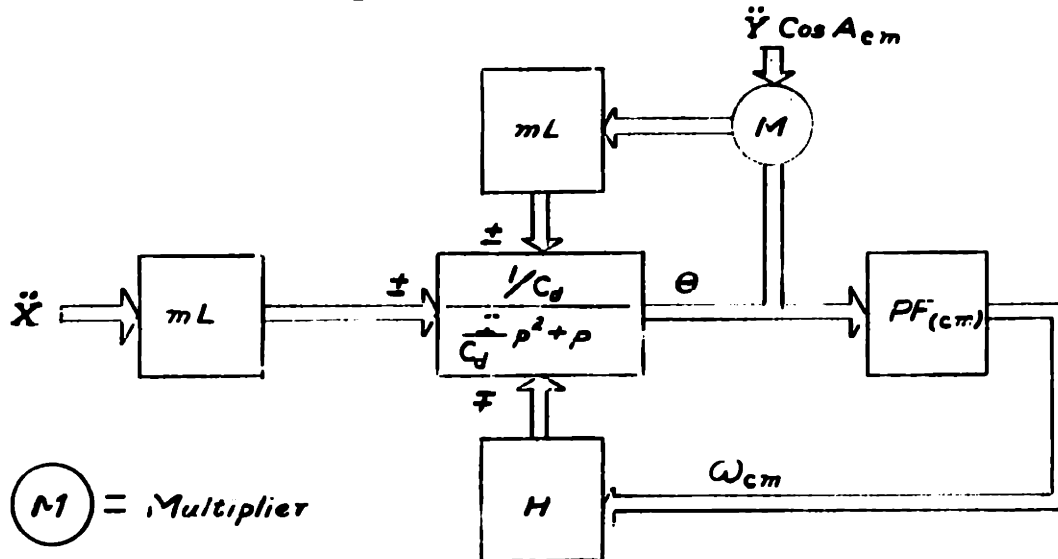 Ÿ Cos A_cm
mL
M
±
Ẍ
mL
±
1/C_d
C_d p² + p
θ
PF_(cm)
∓
ω_cm
H
M = Multiplier